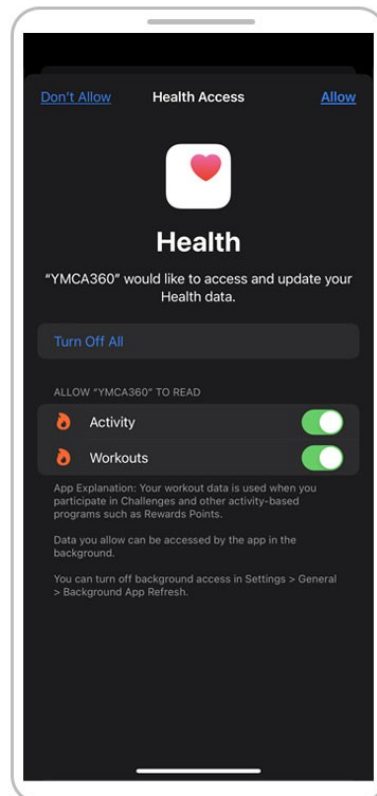 Don't Allow Health Access Allow
Health
“YMCA360” would like to access and update your
Health data.
Turn Off All
ALLOW “YMCA360” TO READ
Activity
Workouts
App Explanation: Your workout data is used when you
participate in Challenges and other activity-based
programs such as Rewards Points.
Data you allow can be accessed by the app in the
background.
You can turn off background access in Settings > General
> Background App Refresh.